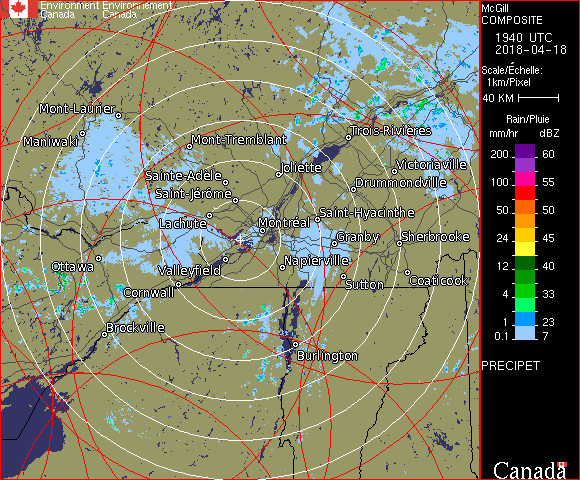 Environment Environnement
Canada Canada
McGill
COMPOSITE
1940 UTC
2018-04-18
Scale/Échelle:
1km/Pixel
40 KM
Rain/Pluie
mm/hr dBZ
200 60
100 55
50 50
24 45
12 40
4 33
1 23
0.1 7
PRECIPET
Canada
Mont-Laurier
Maniwaki
Mont-Tremblant
Trois-Rivières
Joliette
Victoriaville
Sainte-Adèle
Drummondville
Saint-Jérôme
Saint-Hyacinthe
Lachute
Montréal
Granby
Sherbrooke
Ottawa
Valleyfield
Napierville
Coaticook
Cornwall
Sutton
Brockville
Burlington